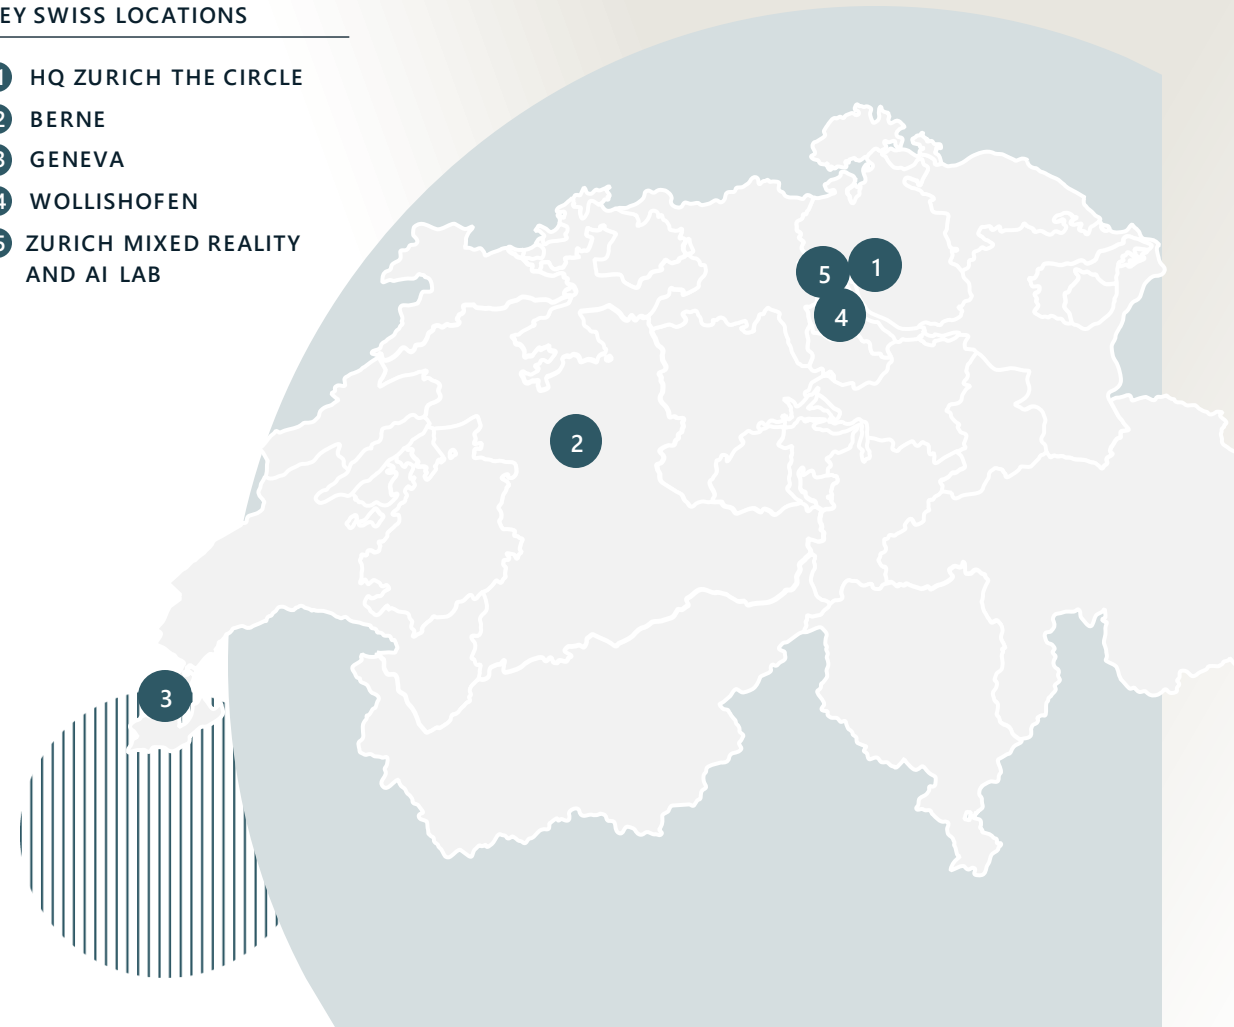 EY SWISS LOCATIONS
1 HQ ZURICH THE CIRCLE
2 BERNE
3 GENEVA
4 WOLLISHOFEN
5 ZURICH MIXED REALITY
AND AI LAB
5
1
4
2
3